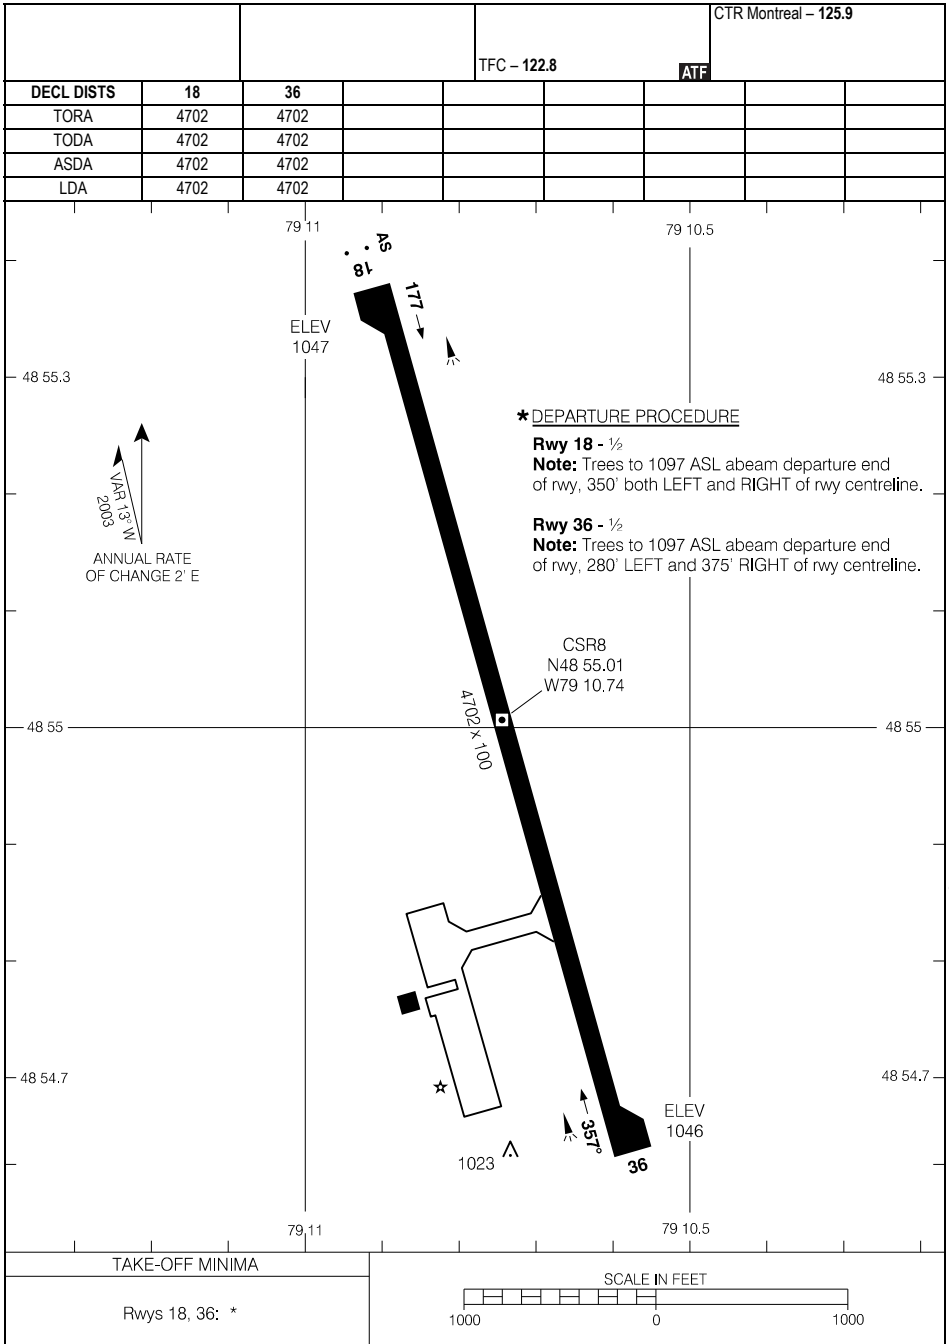 CTR Montreal – 125.9
TFC – 122.8
ATF
DECL DISTS 18 36
TORA 4702 4702
TODA 4702 4702
ASDA 4702 4702
LDA 4702 4702
79 11
79 10.5
AS
18
177
ELEV
1047
48 55.3
48 55.3
* DEPARTURE PROCEDURE
Rwy 18 - ½
Note: Trees to 1097 ASL abeam departure end
of rwy, 350' both LEFT and RIGHT of rwy centreline.
Rwy 36 - ½
Note: Trees to 1097 ASL abeam departure end
of rwy, 280' LEFT and 375' RIGHT of rwy centreline.
VAR 13° W
2003
ANNUAL RATE
OF CHANGE 2' E
CSR8
N48 55.01
W79 10.74
4702 x 100
48 55
48 55
48 54.7
48 54.7
ELEV
1046
357°
36
1023
79 11
79 10.5
TAKE-OFF MINIMA
Rwys 18, 36: *
SCALE IN FEET
1000 0 1000